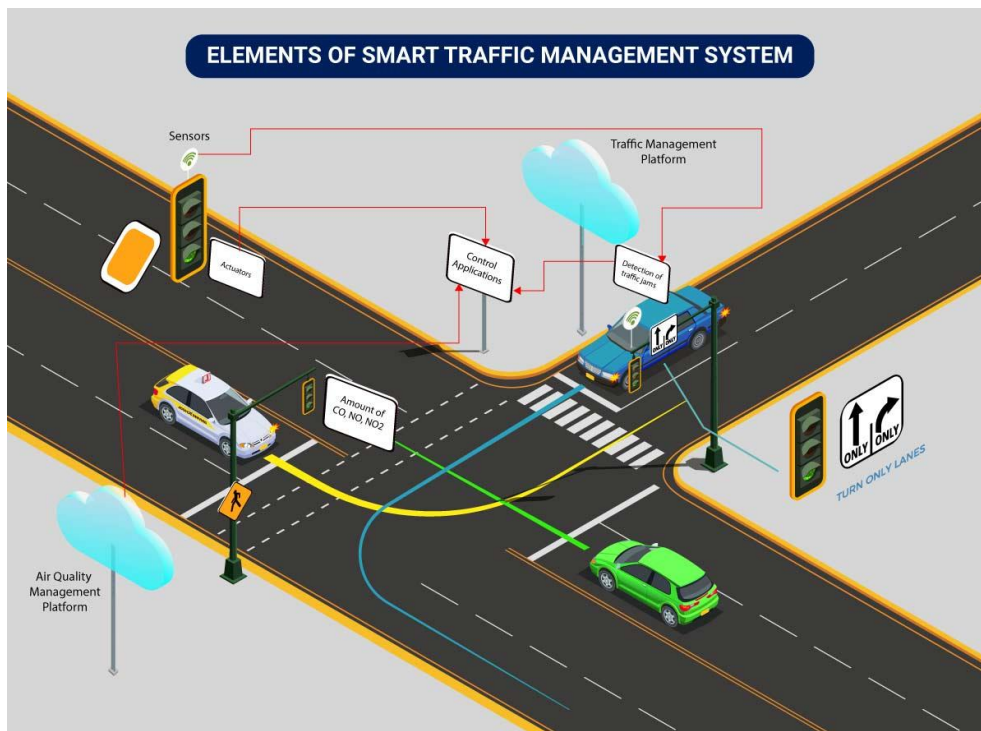 ELEMENTS OF SMART TRAFFIC MANAGEMENT SYSTEM
Sensors
Traffic Management
Platform
Actuators
Control
Applications
Detection of
traffic jams
Amount of
CO, NO, NO2
ONLY
ONLY
ONLY
ONLY
TURN ONLY LANES
Air Quality
Management
Platform